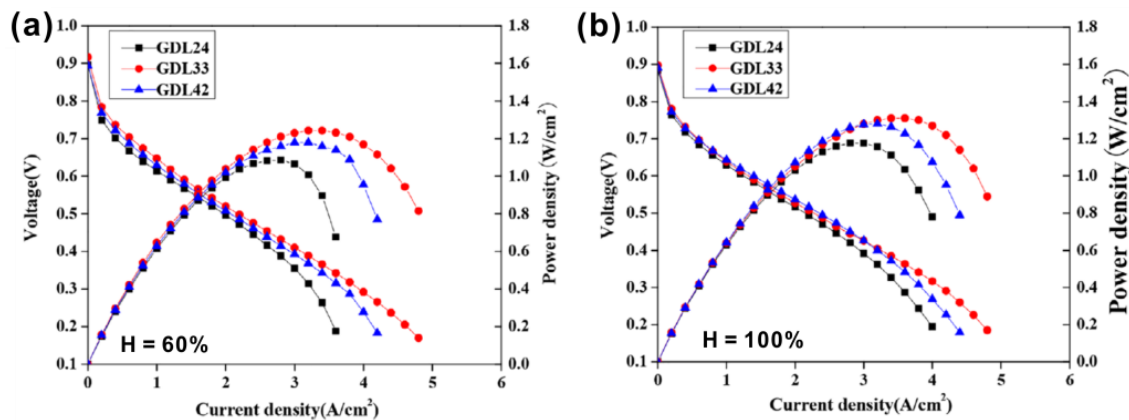 (a)
GDL24
GDL33
GDL42
H = 60%
Voltage(V)
1.0
0.9
0.8
0.7
0.6
0.5
0.4
0.3
0.2
0.1
Power density (W/cm²)
1.8
1.6
1.4
1.2
1.0
0.8
0.6
0.4
0.2
0.0
0 1 2 3 4 5 6
Current density(A/cm²)
(b)
GDL24
GDL33
GDL42
H = 100%
Voltage(V)
1.0
0.9
0.8
0.7
0.6
0.5
0.4
0.3
0.2
0.1
Power density (W/cm²)
1.8
1.6
1.4
1.2
1.0
0.8
0.6
0.4
0.2
0.0
0 1 2 3 4 5 6
Current density(A/cm²)